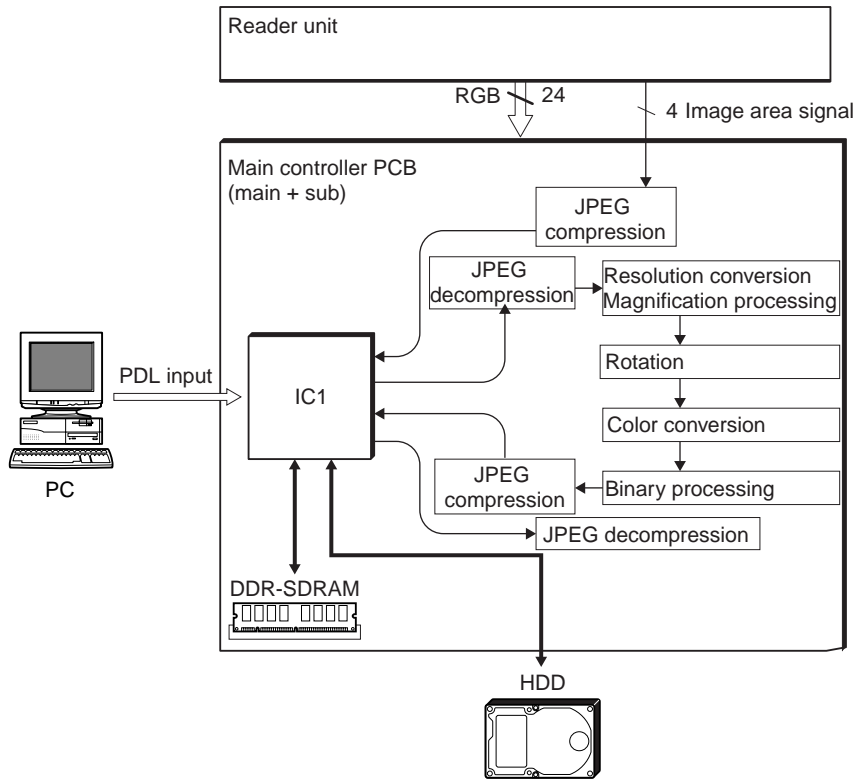 Reader unit
RGB
24
4 Image area signal
Main controller PCB
(main + sub)
JPEG
compression
JPEG
decompression
Resolution conversion
Magnification processing
PDL input
IC1
Rotation
Color conversion
PC
JPEG
compression
Binary processing
JPEG decompression
DDR-SDRAM
HDD